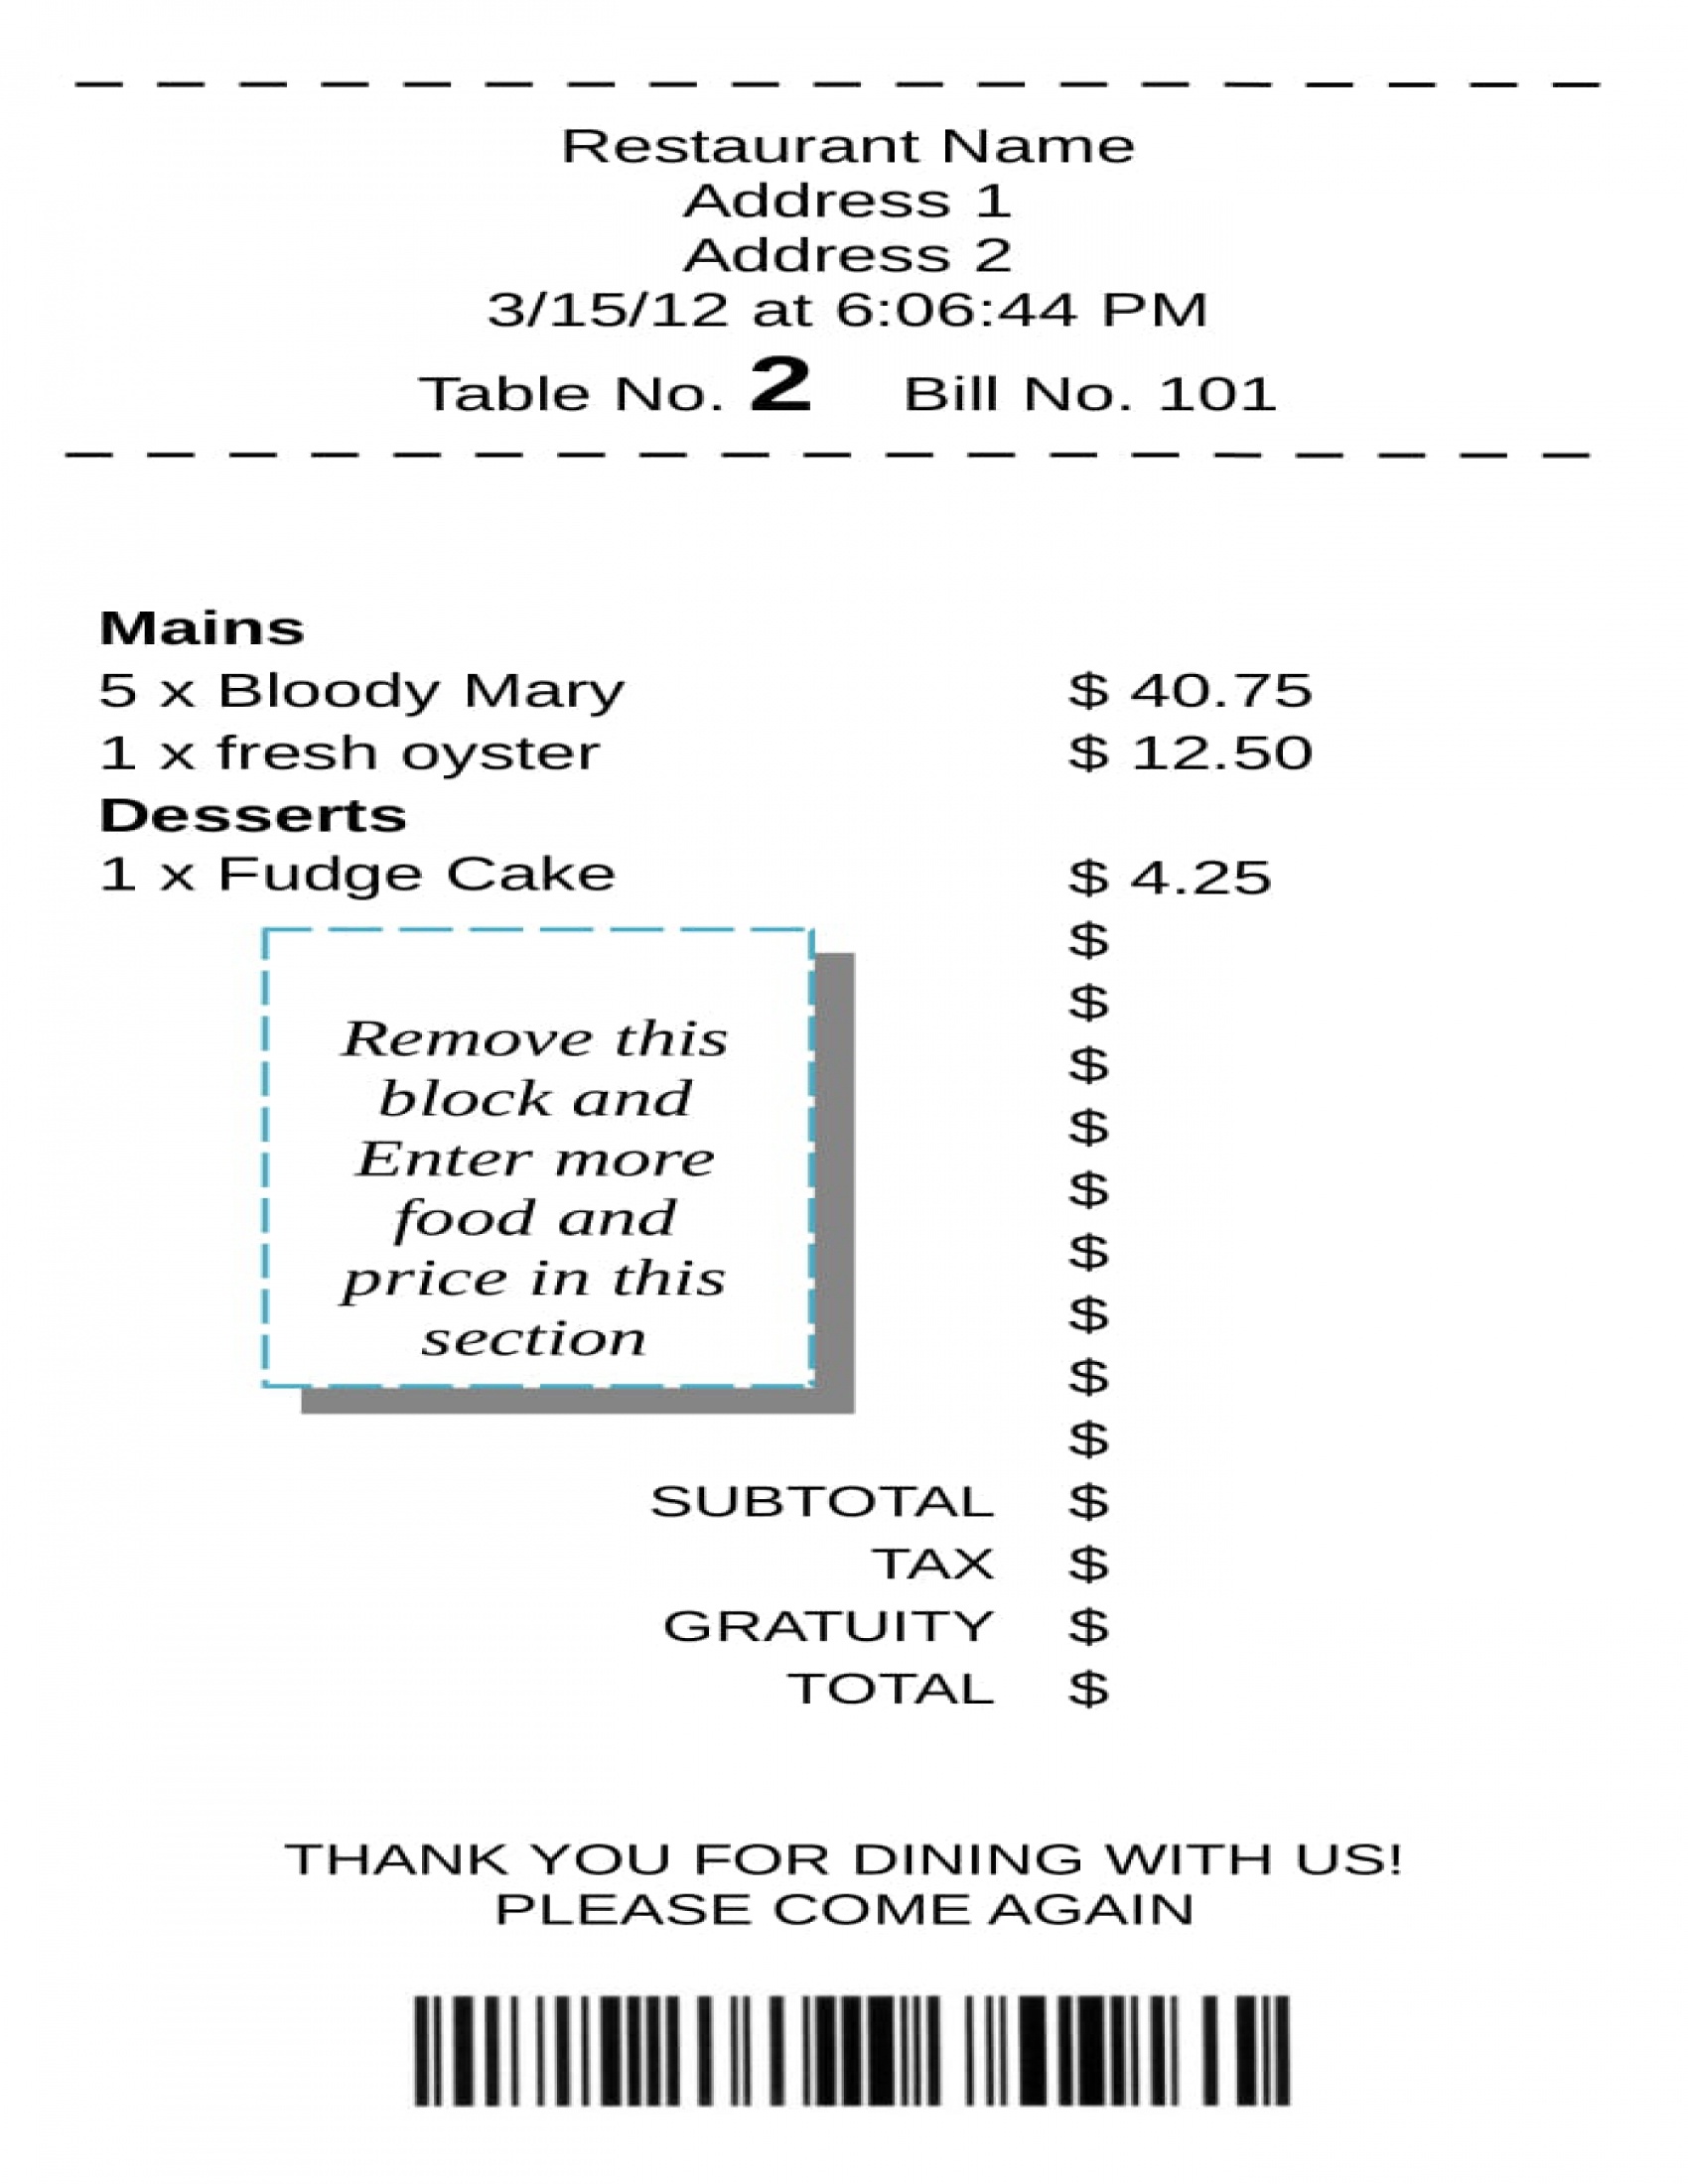 Restaurant Name
Address 1
Address 2
3/15/12 at 6:06:44 PM
Table No. 2 Bill No. 101
Mains
5 x Bloody Mary $ 40.75
1 x fresh oyster $ 12.50
Desserts
1 x Fudge Cake $ 4.25
$
Remove this $
block and $
Enter more $
food and $
price in this $
section $
$
$
SUBTOTAL $
TAX $
GRATUITY $
TOTAL $
THANK YOU FOR DINING WITH US!
PLEASE COME AGAIN